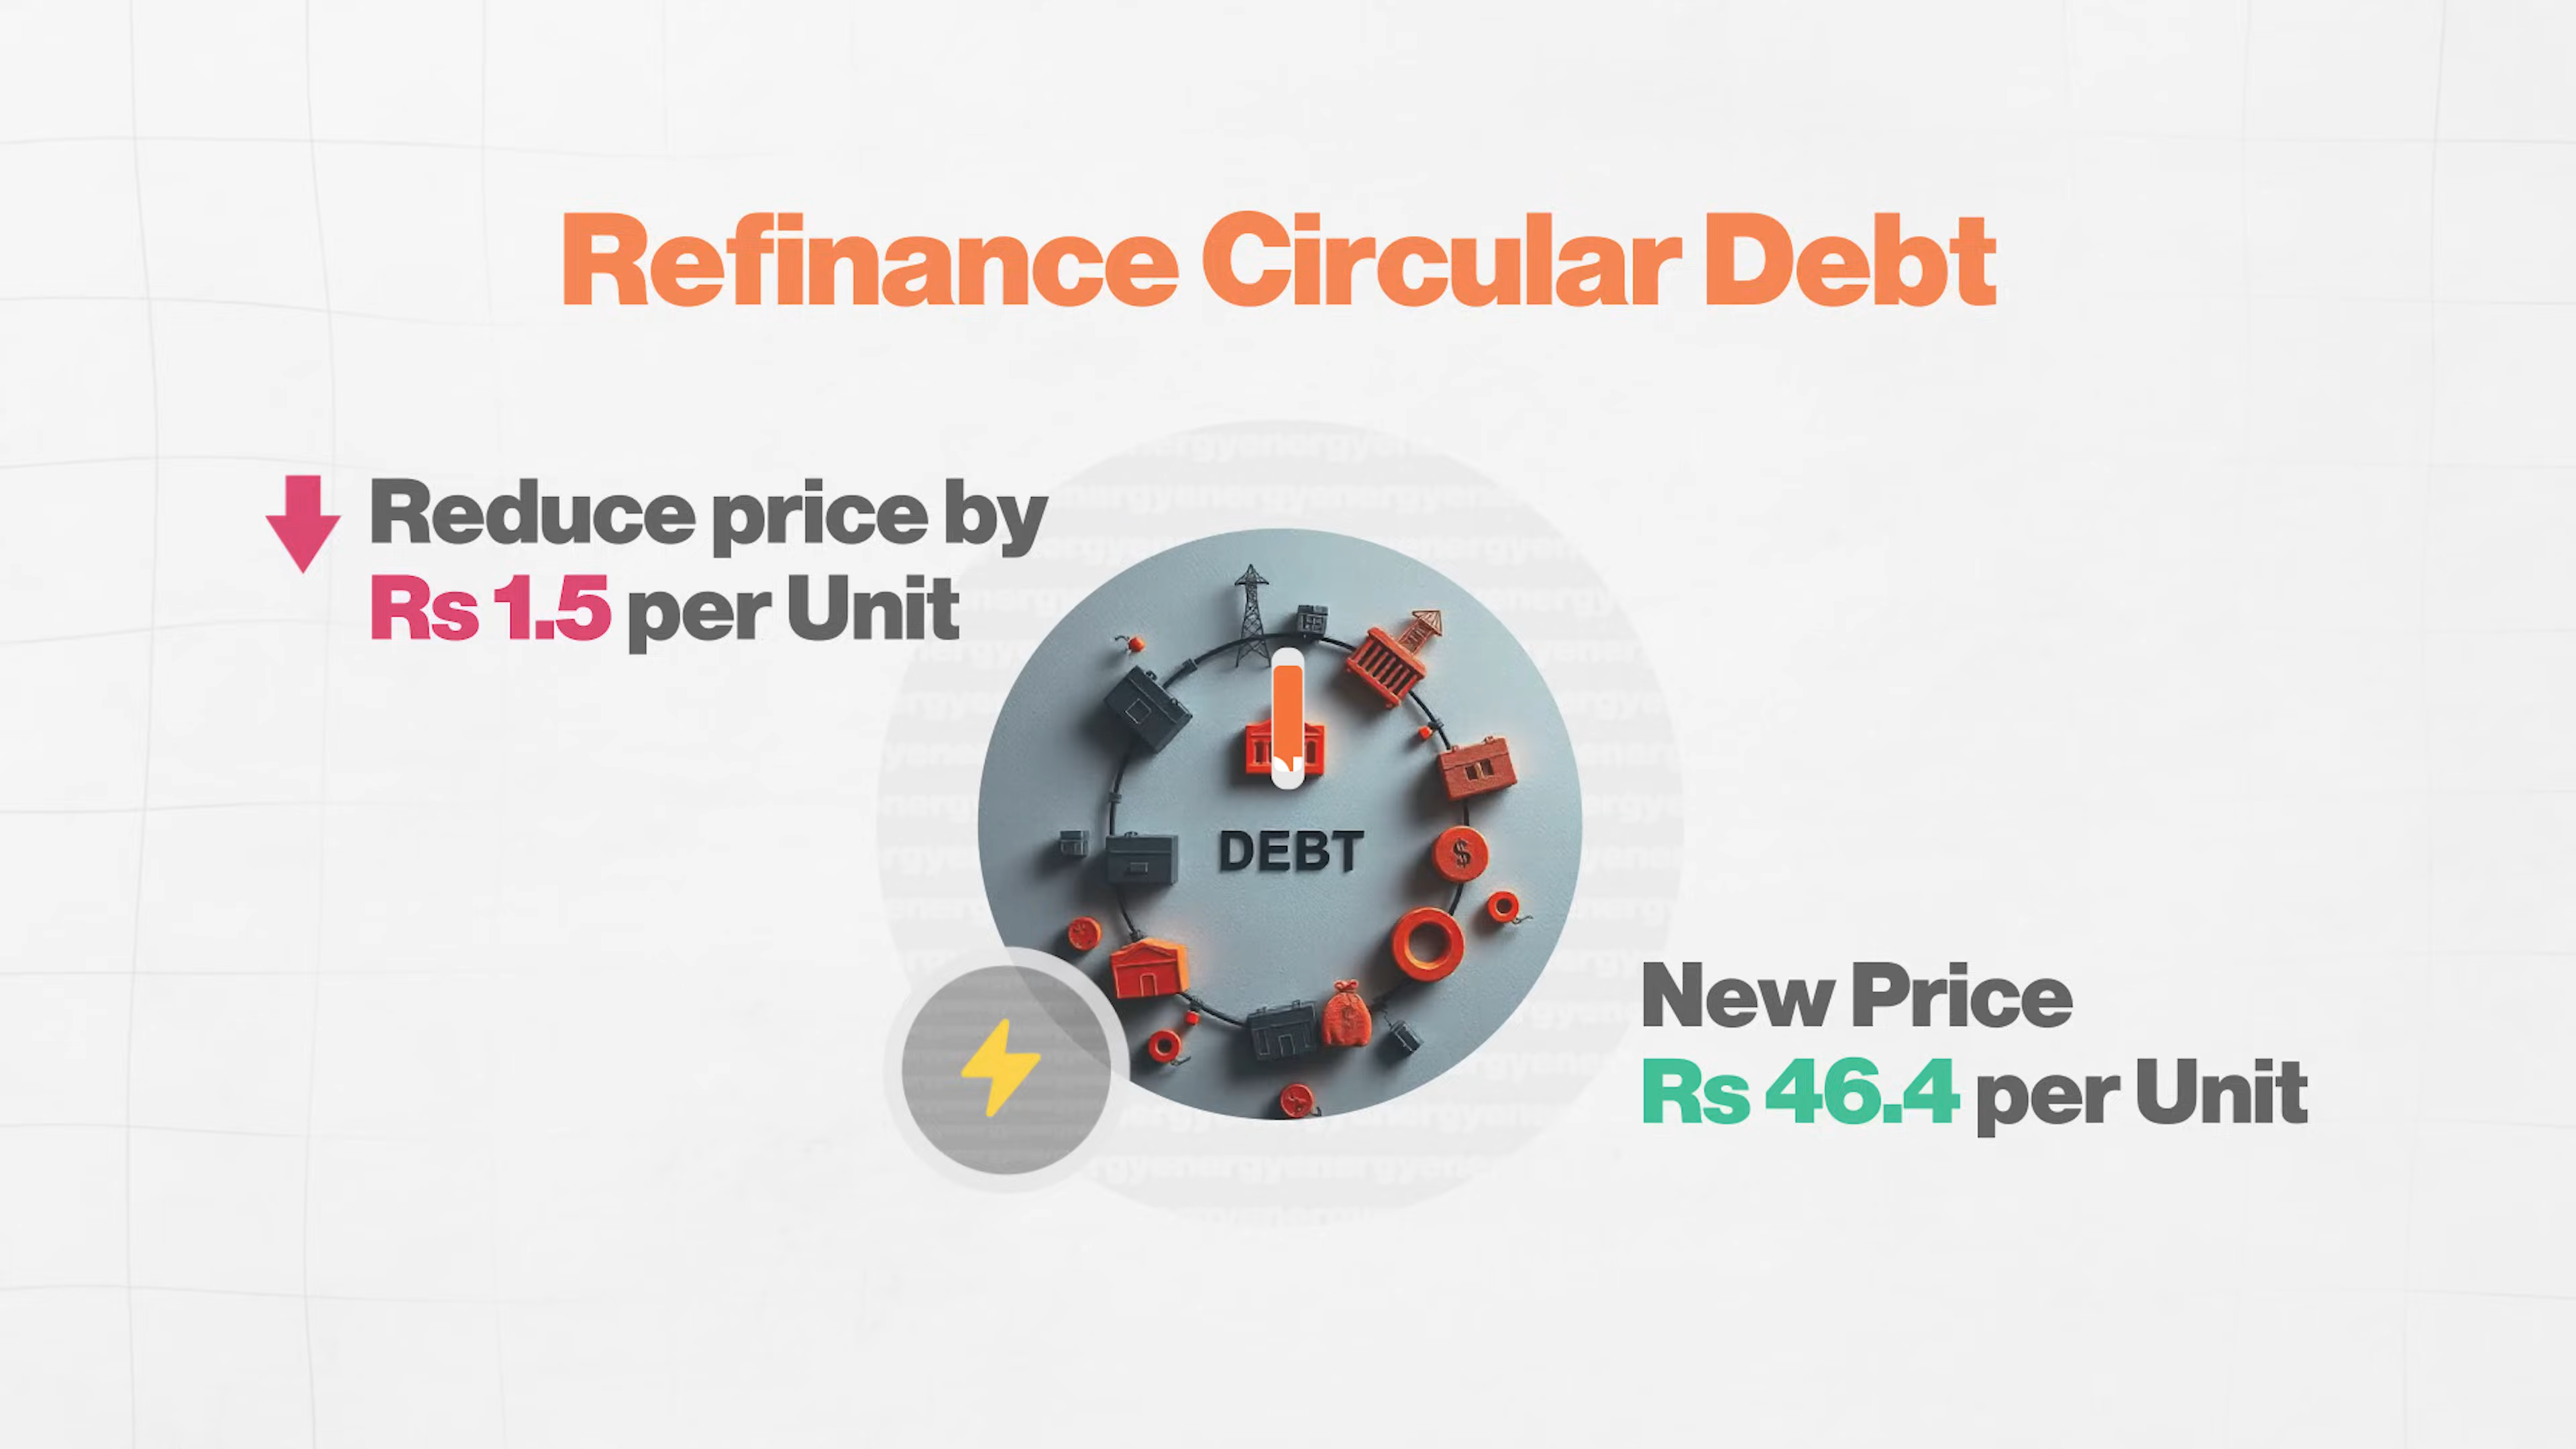 Refinance Circular Debt
Reduce price by
Rs 1.5 per Unit
DEBT
$
New Price
Rs 46.4 per Unit